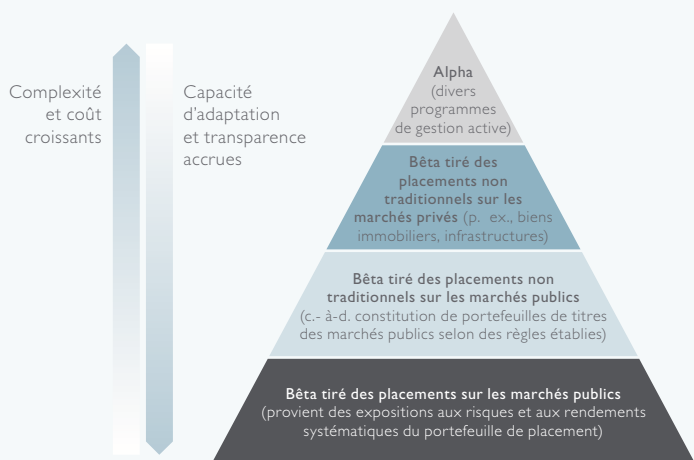 Complexité
et coût
croissants
Capacité
d'adaptation
et transparence
accrues
Alpha
(divers
programmes
de gestion active)
Bêta tiré des
placements non
traditionnels sur les
marchés privés (p. ex., biens
immobiliers, infrastructures)
Bêta tiré des placements non
traditionnels sur les marchés publics
(c.- à-d. constitution de portefeuilles de titres
des marchés publics selon des règles établies)
Bêta tiré des placements sur les marchés publics
(provient des expositions aux risques et aux rendements
systématiques du portefeuille de placement)